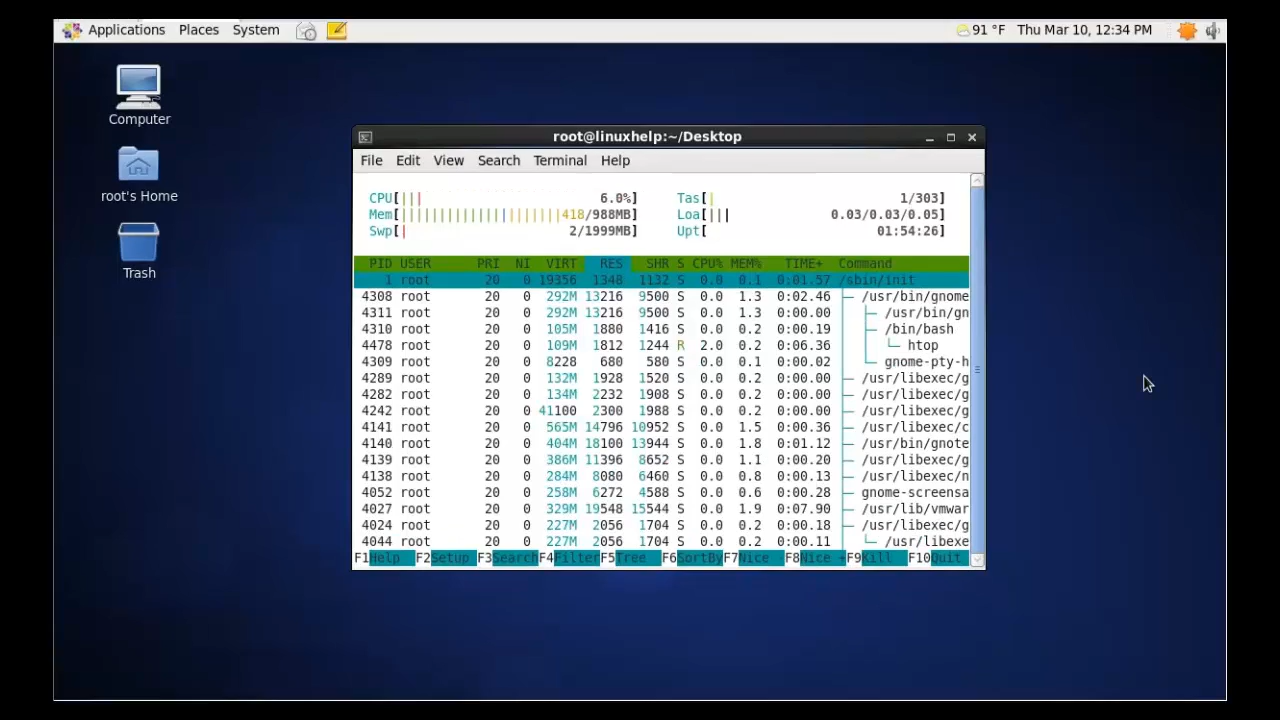 Applications Places System 91 °F Thu Mar 10, 12:34 PM
Computer
root's Home
Trash
root@linuxhelp:~/Desktop
File Edit View Search Terminal Help
CPU[||| 6.0%] Tas[| 1/303]
Mem[|||||||||||||||||||||418/988MB] Loa[||| 0.03/0.03/0.05]
Swp[| 2/1999MB] Upt[ 01:54:26]
PID USER PRI NI VIRT RES SHR S CPU% MEM% TIME+ Command
1 root 20 0 19356 1348 1132 S 0.0 0.1 0:01.57 /sbin/init
4308 root 20 0 292M 13216 9500 S 0.0 1.3 0:02.46 ├─ /usr/bin/gnome
4311 root 20 0 292M 13216 9500 S 0.0 1.3 0:00.00 │ ├─ /usr/bin/gn
4310 root 20 0 105M 1880 1416 S 0.0 0.2 0:00.19 │ ├─ /bin/bash
4478 root 20 0 109M 1812 1244 R 2.0 0.2 0:06.36 │ │ └─ htop
4309 root 20 0 8228 680 580 S 0.0 0.1 0:00.02 │ └─ gnome-pty-h
4289 root 20 0 132M 1928 1520 S 0.0 0.2 0:00.00 ├─ /usr/libexec/g
4282 root 20 0 134M 2232 1908 S 0.0 0.2 0:00.00 ├─ /usr/libexec/g
4242 root 20 0 41100 2300 1988 S 0.0 0.2 0:00.00 ├─ /usr/libexec/g
4141 root 20 0 565M 14796 10952 S 0.0 1.5 0:00.36 ├─ /usr/libexec/c
4140 root 20 0 404M 18100 13944 S 0.0 1.8 0:01.12 ├─ /usr/bin/gnote
4139 root 20 0 386M 11396 8652 S 0.0 1.1 0:00.20 ├─ /usr/libexec/g
4138 root 20 0 284M 8080 6460 S 0.0 0.8 0:00.13 ├─ /usr/libexec/n
4052 root 20 0 258M 6272 4588 S 0.0 0.6 0:00.28 ├─ gnome-screensa
4027 root 20 0 329M 19548 15544 S 0.0 1.9 0:07.90 ├─ /usr/lib/vmwar
4024 root 20 0 227M 2056 1704 S 0.0 0.2 0:00.18 ├─ /usr/libexec/g
4044 root 20 0 227M 2056 1704 S 0.0 0.2 0:00.11 │ └─ /usr/libexe
F1Help F2Setup F3SearchF4FilterF5Tree F6SortByF7Nice F8Nice +F9Kill F10Quit